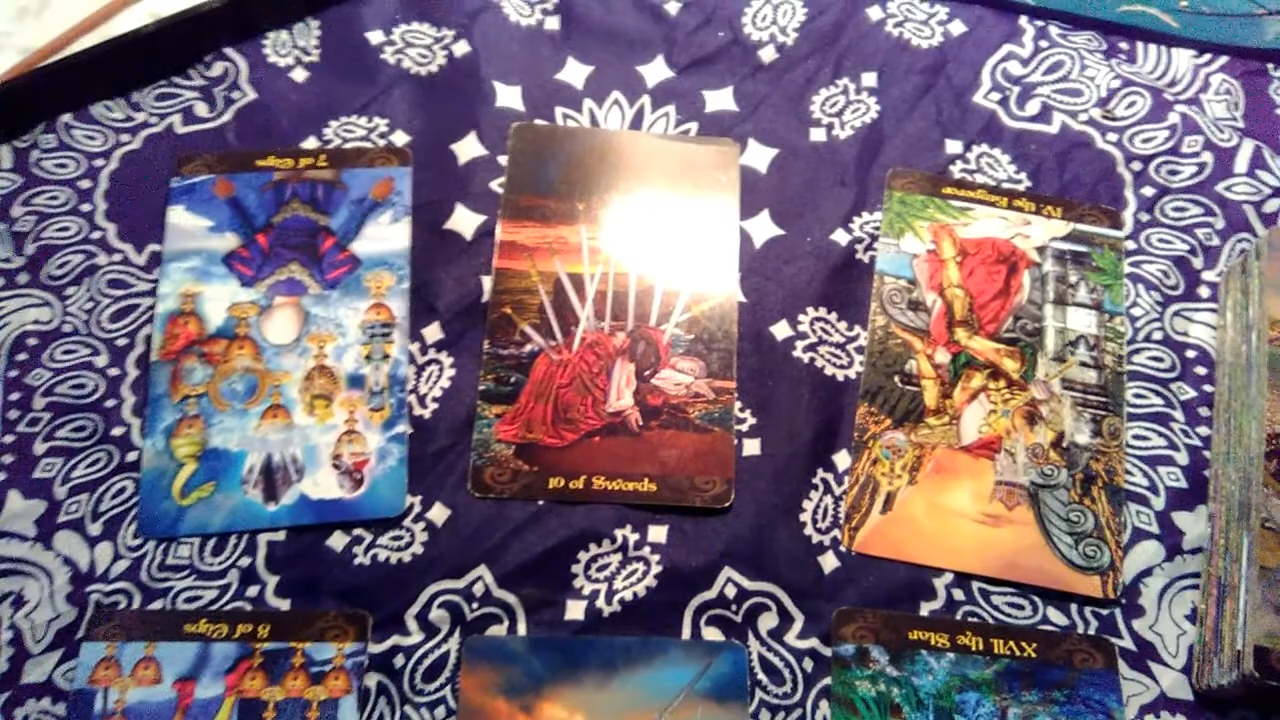 7 of Cups
10 of Swords
IV. the Emperor
8 of Cups
XVII. the Star